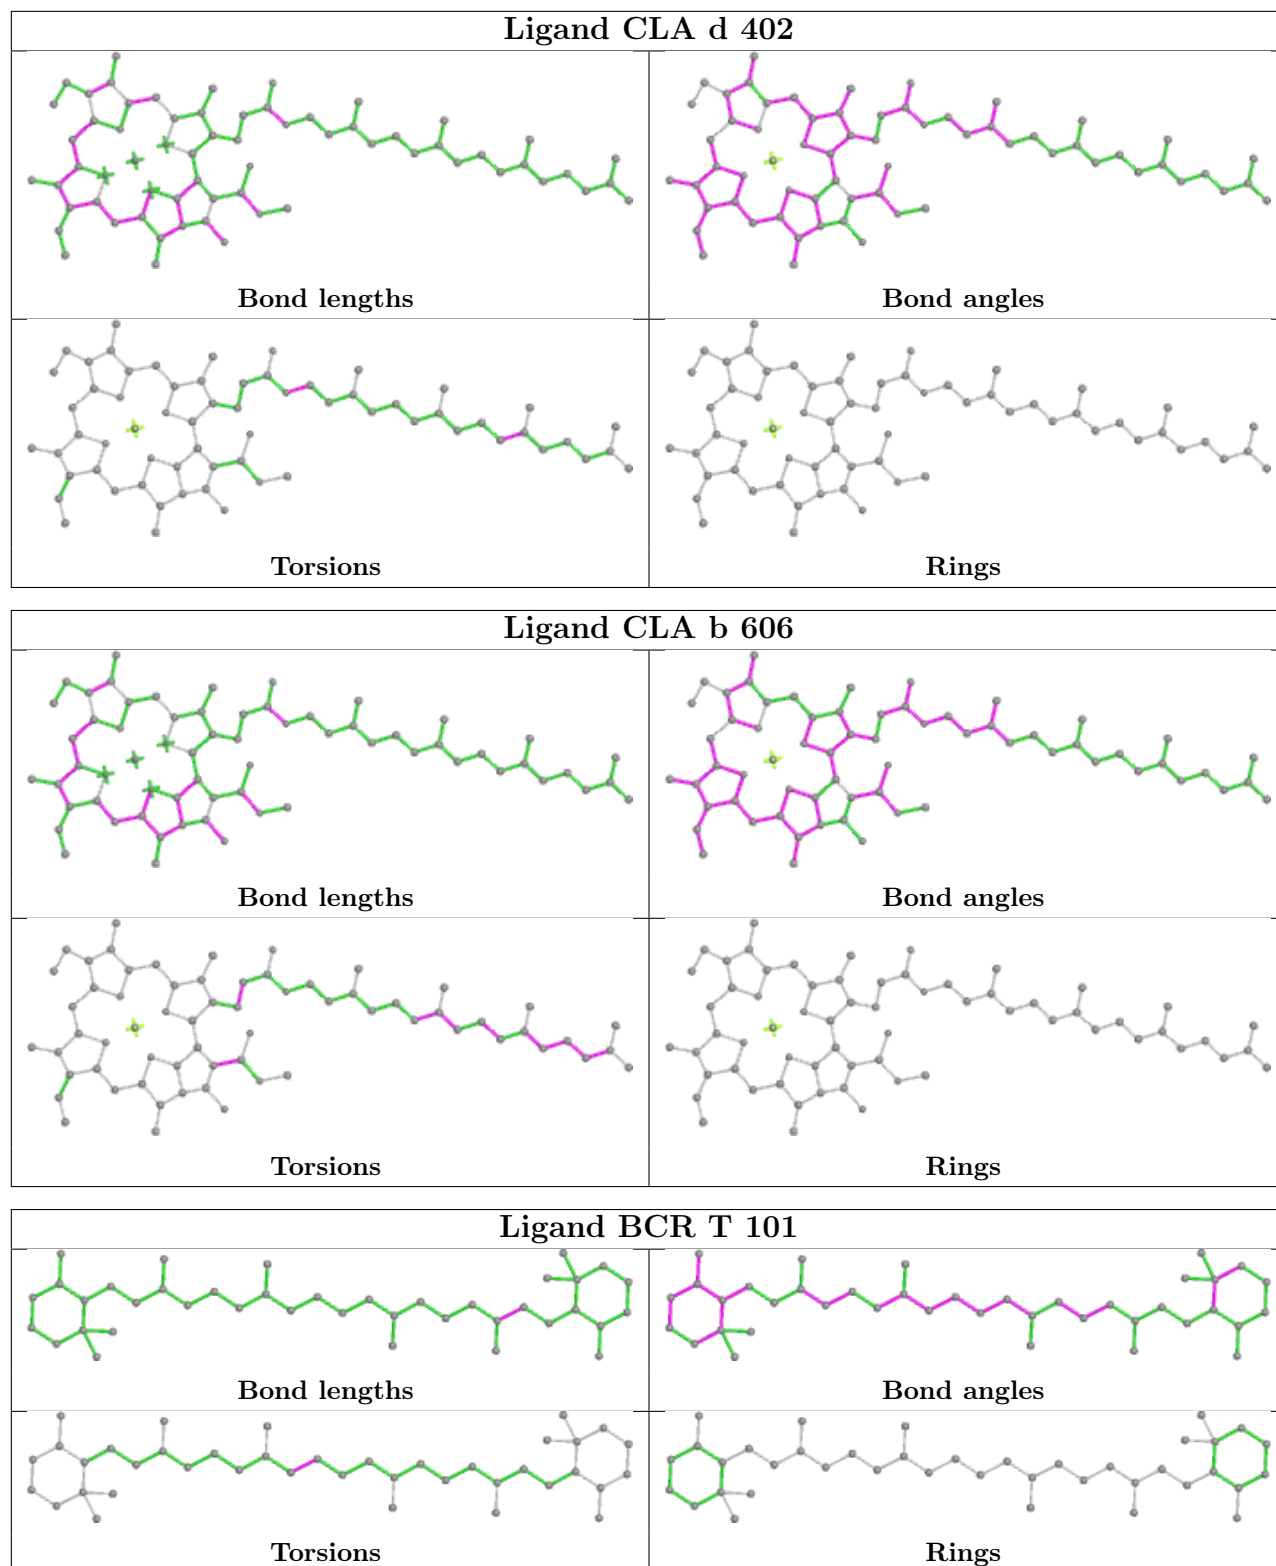 Ligand CLA d 402
Bond lengths
Bond angles
Torsions
Rings
Ligand CLA b 606
Bond lengths
Bond angles
Torsions
Rings
Ligand BCR T 101
Bond lengths
Bond angles
Torsions
Rings